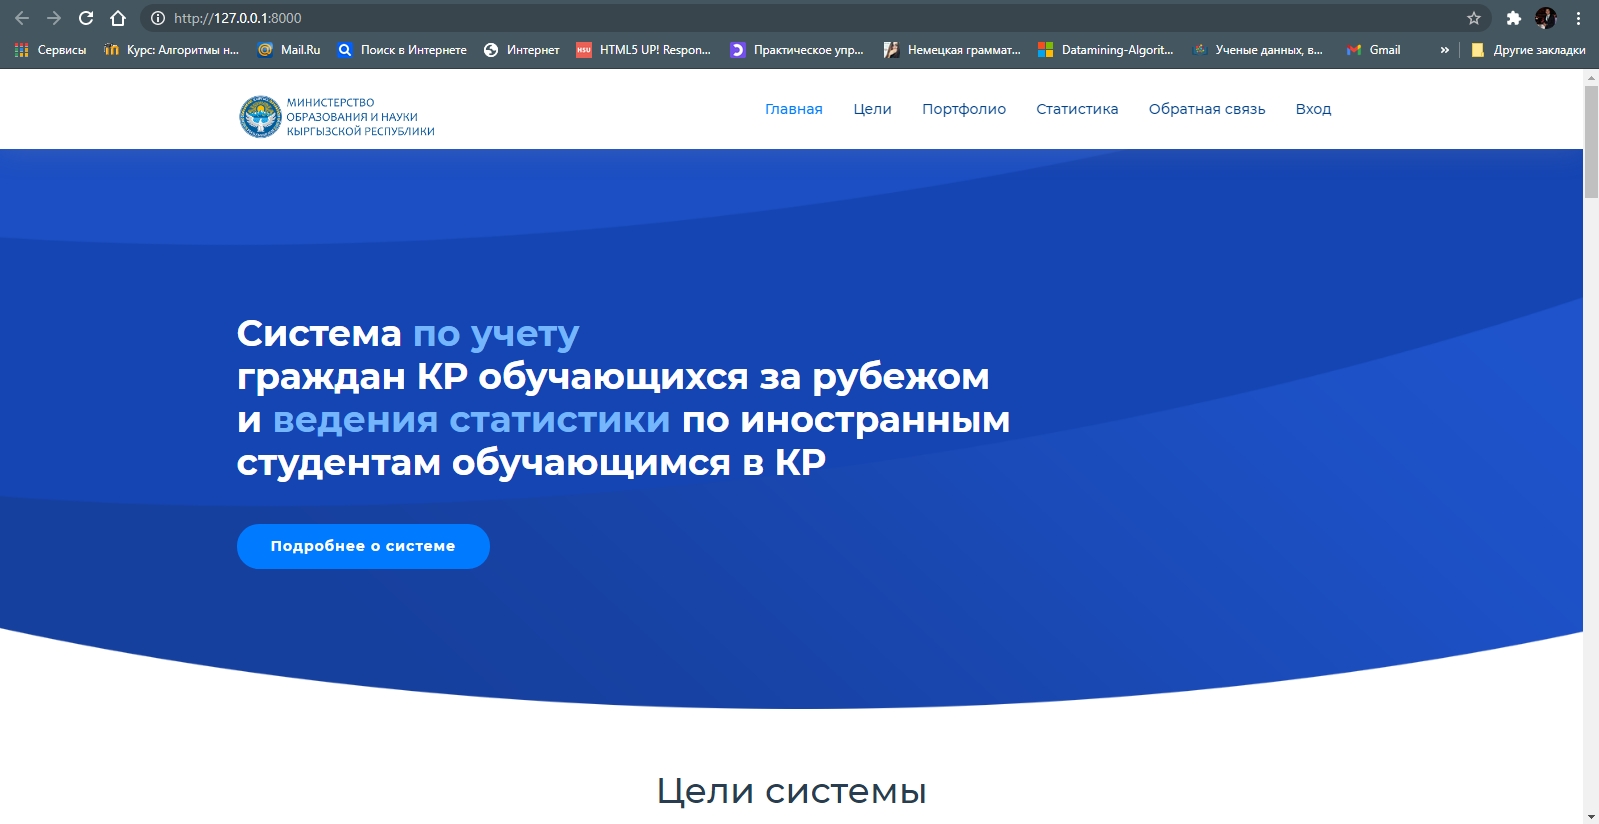 http://127.0.0.1:8000
Сервисы
Курс: Алгоритмы н...
Mail.Ru
Поиск в Интернете
Интернет
HTML5 UP! Respon...
Практическое упр...
Немецкая граммат...
Datamining-Algorit...
Ученые данных, в...
Gmail
»
Другие закладки
МИНИСТЕРСТВО
ОБРАЗОВАНИЯ И НАУКИ
КЫРГЫЗСКОЙ РЕСПУБЛИКИ
Главная
Цели
Портфолио
Статистика
Обратная связь
Вход
Система по учету
граждан КР обучающихся за рубежом
и ведения статистики по иностранным
студентам обучающимся в КР
Подробнее о системе
Цели системы